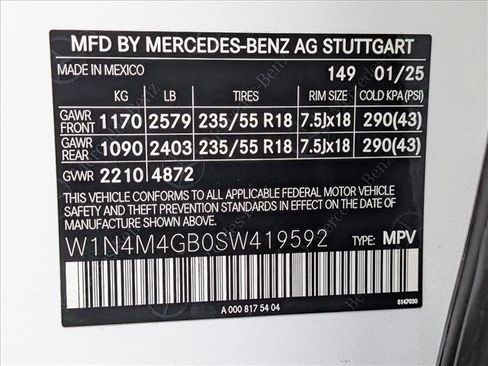 MFD BY MERCEDES-BENZ AG STUTTGART
MADE IN MEXICO 149 01/25
KG LB TIRES RIM SIZE COLD KPA (PSI)
GAWR FRONT 1170 2579 235/55 R18 7.5Jx18 290(43)
GAWR REAR 1090 2403 235/55 R18 7.5Jx18 290(43)
GVWR 2210 4872
THIS VEHICLE CONFORMS TO ALL APPLICABLE FEDERAL MOTOR VEHICLE
SAFETY AND THEFT PREVENTION STANDARDS IN EFFECT ON THE DATE OF
MANUFACTURE SHOWN ABOVE.
W1N4M4GB0SW419592 TYPE: MPV
A 000 817 54 04 8147030